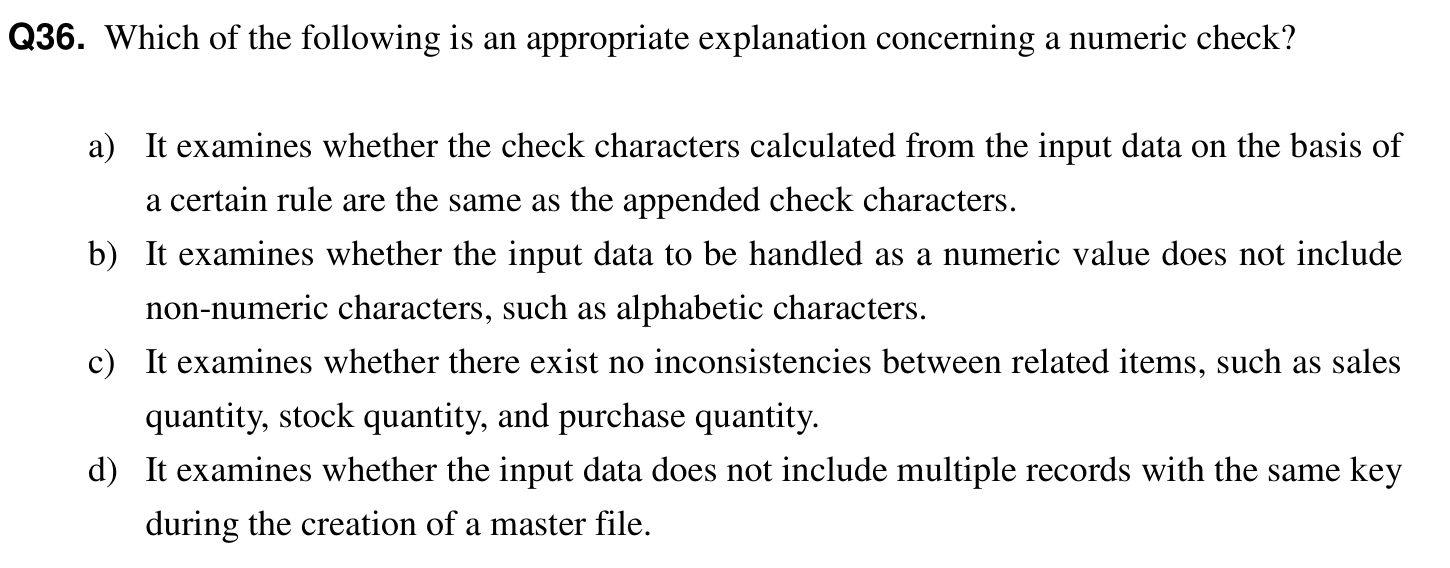 Q36. Which of the following is an appropriate explanation concerning a numeric check?
a) It examines whether the check characters calculated from the input data on the basis of
a certain rule are the same as the appended check characters.
b) It examines whether the input data to be handled as a numeric value does not include
non-numeric characters, such as alphabetic characters.
c) It examines whether there exist no inconsistencies between related items, such as sales
quantity, stock quantity, and purchase quantity.
d) It examines whether the input data does not include multiple records with the same key
during the creation of a master file.